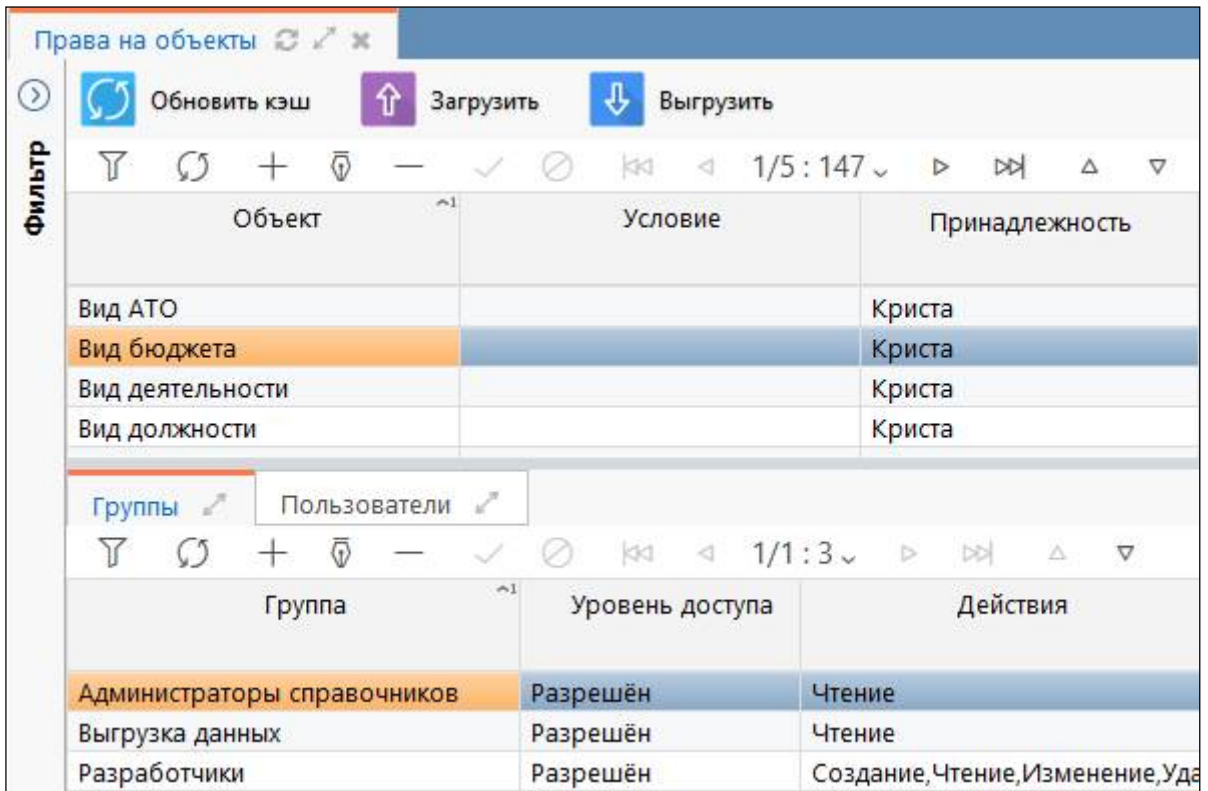 Права на объекты
Обновить кэш Загрузить Выгрузить
Фильтр
1/5 : 147
Объект 1 Условие Принадлежность
Вид АТО Криста
Вид бюджета Криста
Вид деятельности Криста
Вид должности Криста
Группы Пользователи
1/1 : 3
Группа 1 Уровень доступа Действия
Администраторы справочников Разрешён Чтение
Выгрузка данных Разрешён Чтение
Разработчики Разрешён Создание,Чтение,Изменение,Уда